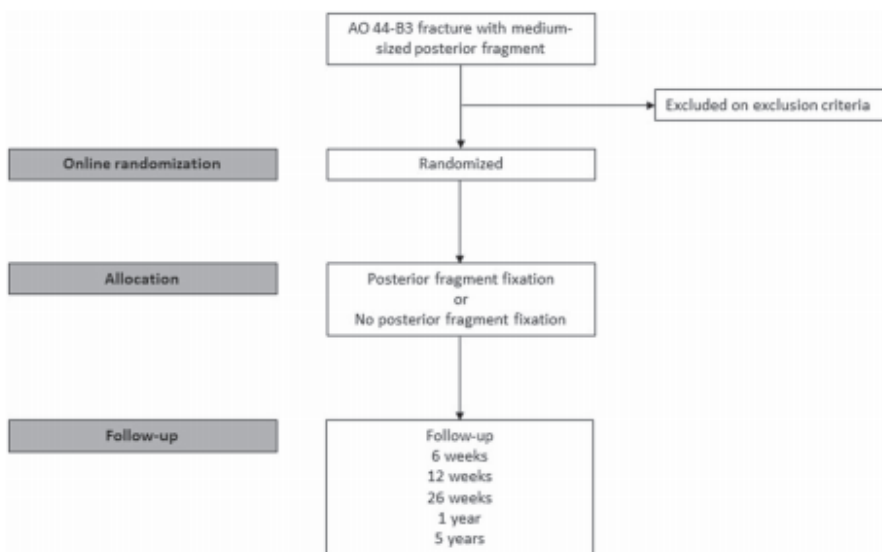 AO 44-B3 fracture with medium-
sized posterior fragment
Excluded on exclusion criteria
Online randomization
Randomized
Allocation
Posterior fragment fixation
or
No posterior fragment fixation
Follow-up
Follow-up
6 weeks
12 weeks
26 weeks
1 year
5 years